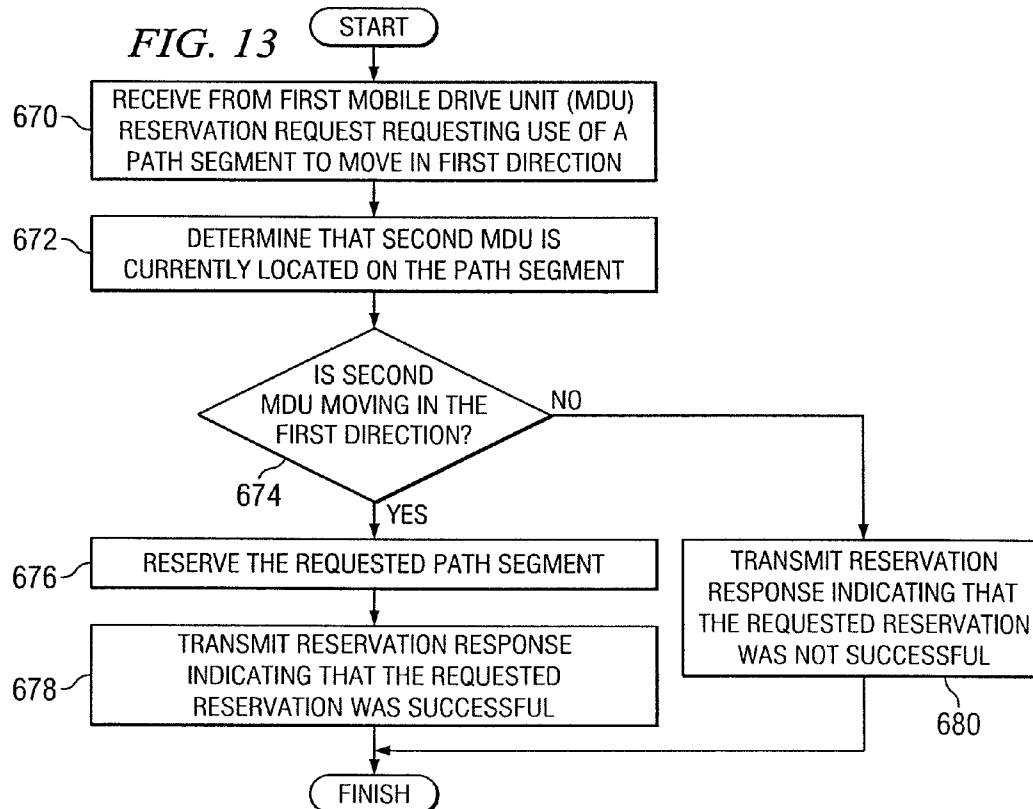 FIG. 13
START
670
RECEIVE FROM FIRST MOBILE DRIVE UNIT (MDU)
RESERVATION REQUEST REQUESTING USE OF A
PATH SEGMENT TO MOVE IN FIRST DIRECTION
672
DETERMINE THAT SECOND MDU IS
CURRENTLY LOCATED ON THE PATH SEGMENT
IS SECOND
MDU MOVING IN THE
FIRST DIRECTION?
NO
674
YES
676
RESERVE THE REQUESTED PATH SEGMENT
678
TRANSMIT RESERVATION RESPONSE
INDICATING THAT THE REQUESTED
RESERVATION WAS SUCCESSFUL
TRANSMIT RESERVATION
RESPONSE INDICATING THAT
THE REQUESTED RESERVATION
WAS NOT SUCCESSFUL
680
FINISH